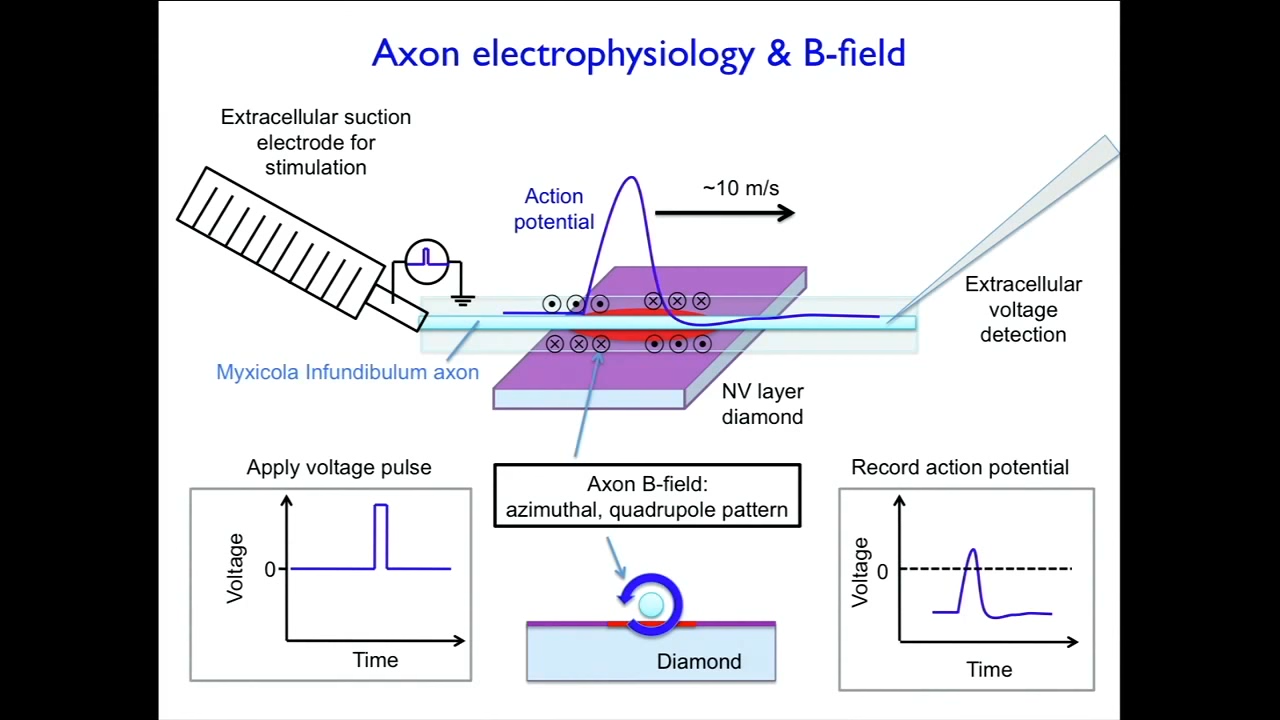 Axon electrophysiology & B-field
Extracellular suction
electrode for
stimulation
Action
potential
~10 m/s
Extracellular
voltage
detection
Myxicola Infundibulum axon
NV layer
diamond
Apply voltage pulse
Voltage
0
Time
Axon B-field:
azimuthal, quadrupole pattern
Diamond
Record action potential
Voltage
0
Time